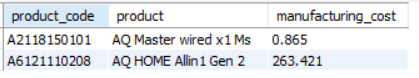 product_code product manufacturing_cost
A2118150101 AQ Master wired x1 Ms 0.865
A6121110208 AQ HOME Allin1 Gen 2 263.421